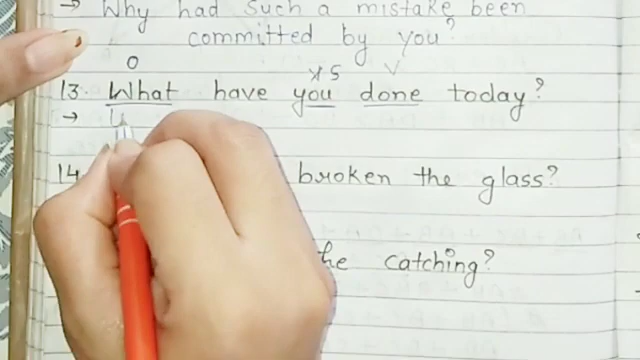 → Why had such a mistake been
committed by you?
O S V
13. What have you done today?
→
14. broken the glass?
the catching?